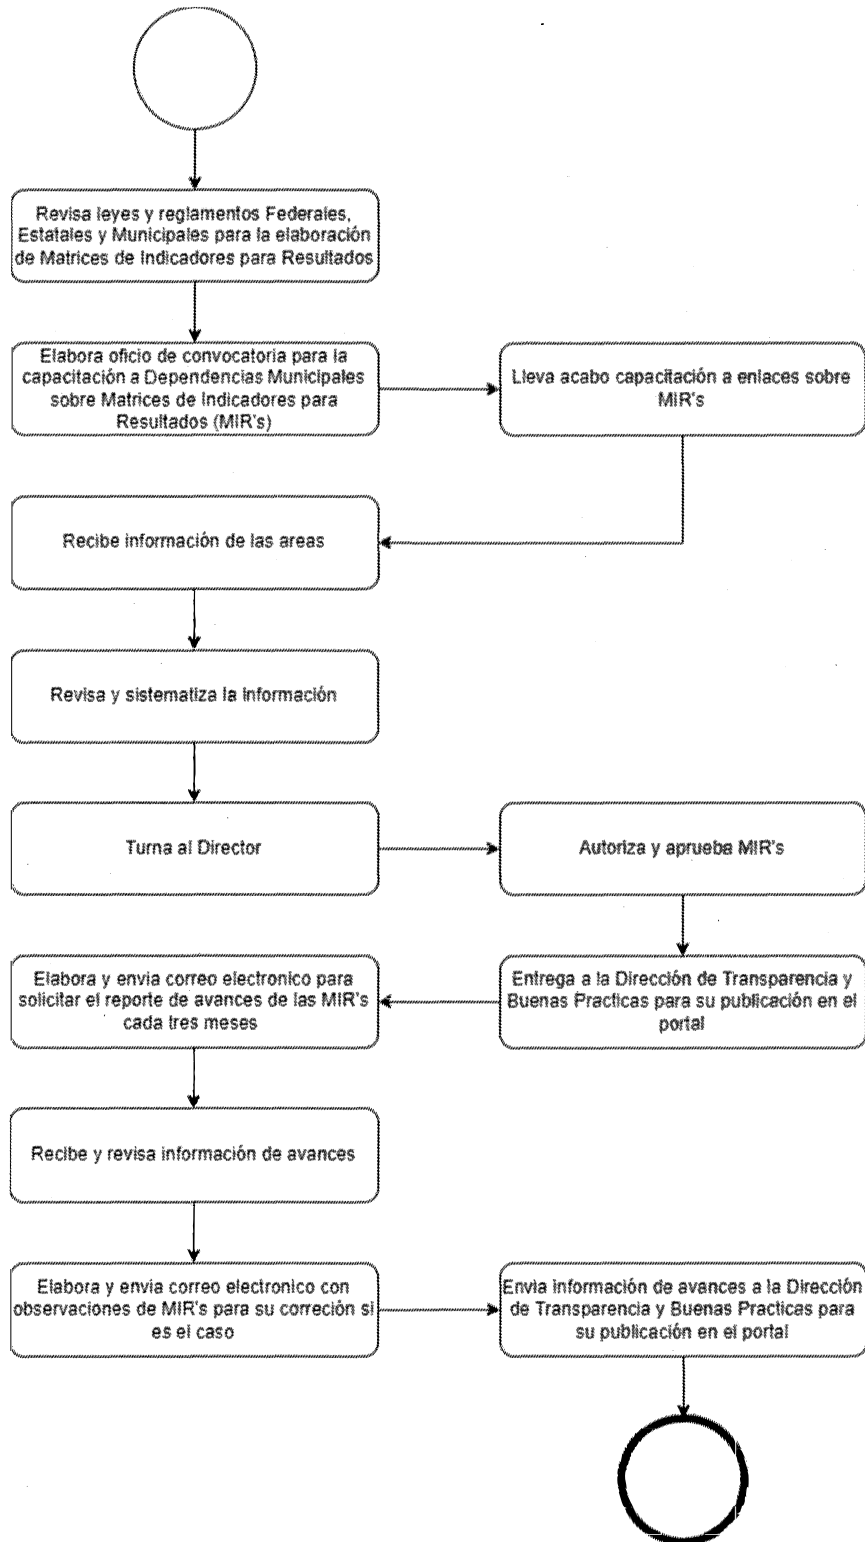 Revisa leyes y reglamentos Federales,
Estatales y Municipales para la elaboración
de Matrices de Indicadores para Resultados
Elabora oficio de convocatoria para la
capacitación a Dependencias Municipales
sobre Matrices de Indicadores para
Resultados (MIR's)
Lleva acabo capacitación a enlaces sobre
MIR's
Recibe información de las areas
Revisa y sistematiza la información
Turna al Director
Autoriza y aprueba MIR's
Entrega a la Dirección de Transparencia y
Buenas Practicas para su publicación en el
portal
Elabora y envia correo electronico para
solicitar el reporte de avances de las MIR's
cada tres meses
Recibe y revisa información de avances
Elabora y envia correo electronico con
observaciones de MIR's para su correción si
es el caso
Envia información de avances a la Dirección
de Transparencia y Buenas Practicas para
su publicación en el portal